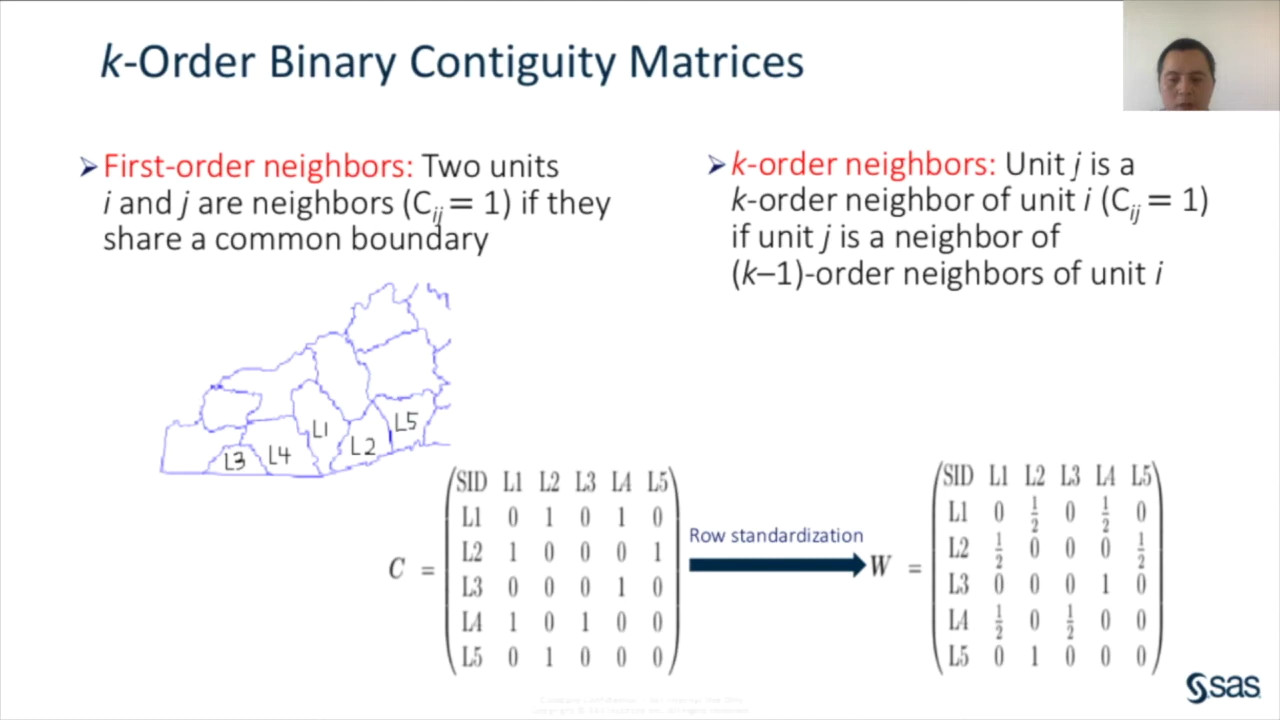 k-Order Binary Contiguity Matrices
➢First-order neighbors: Two units
i and j are neighbors (Cij = 1) if they
share a common boundary
➢k-order neighbors: Unit j is a
k-order neighbor of unit i (Cij = 1)
if unit j is a neighbor of
(k–1)-order neighbors of unit i
L1
L5
L2
L3
L4
C =
SID L1 L2 L3 L4 L5
L1 0 1 0 1 0
L2 1 0 0 0 1
L3 0 0 0 1 0
L4 1 0 1 0 0
L5 0 1 0 0 0
Row standardization
W =
SID L1 L2 L3 L4 L5
L1 0 1/2 0 1/2 0
L2 1/2 0 0 0 1/2
L3 0 0 0 1 0
L4 1/2 0 1/2 0 0
L5 0 1 0 0 0
sas